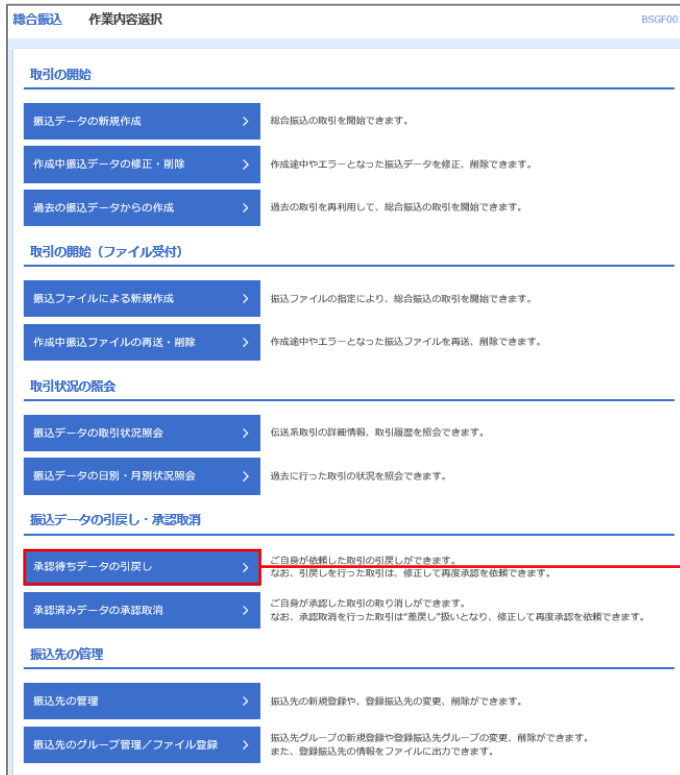 総合振込 作業内容選択 BSGF001
取引の開始
振込データの新規作成 総合振込の取引を開始できます。
作成中振込データの修正・削除 作成途中やエラーとなった振込データを修正、削除できます。
過去の振込データからの作成 過去の取引を再利用して、総合振込の取引を開始できます。
取引の開始（ファイル受付）
振込ファイルによる新規作成 振込ファイルの指定により、総合振込の取引を開始できます。
作成中振込ファイルの再送・削除 作成途中やエラーとなった振込ファイルを再送、削除できます。
取引状況の照会
振込データの取引状況照会 伝送系取引の詳細情報、取引履歴を照会できます。
振込データの日別・月別状況照会 過去に行った取引の状況を照会できます。
振込データの引戻し・承認取消
承認待ちデータの引戻し ご自身が依頼した取引の引戻しができます。
なお、引戻しを行った取引は、修正して再度承認を依頼できます。
承認済みデータの承認取消 ご自身が承認した取引の取り消しができます。
なお、承認取消を行った取引は"差戻し"扱いとなり、修正して再度承認を依頼できます。
振込先の管理
振込先の管理 振込先の新規登録や、登録振込先の変更、削除ができます。
振込先のグループ管理／ファイル登録 振込先グループの新規登録や登録振込先グループの変更、削除ができます。
また、登録振込先の情報をファイルに出力できます。